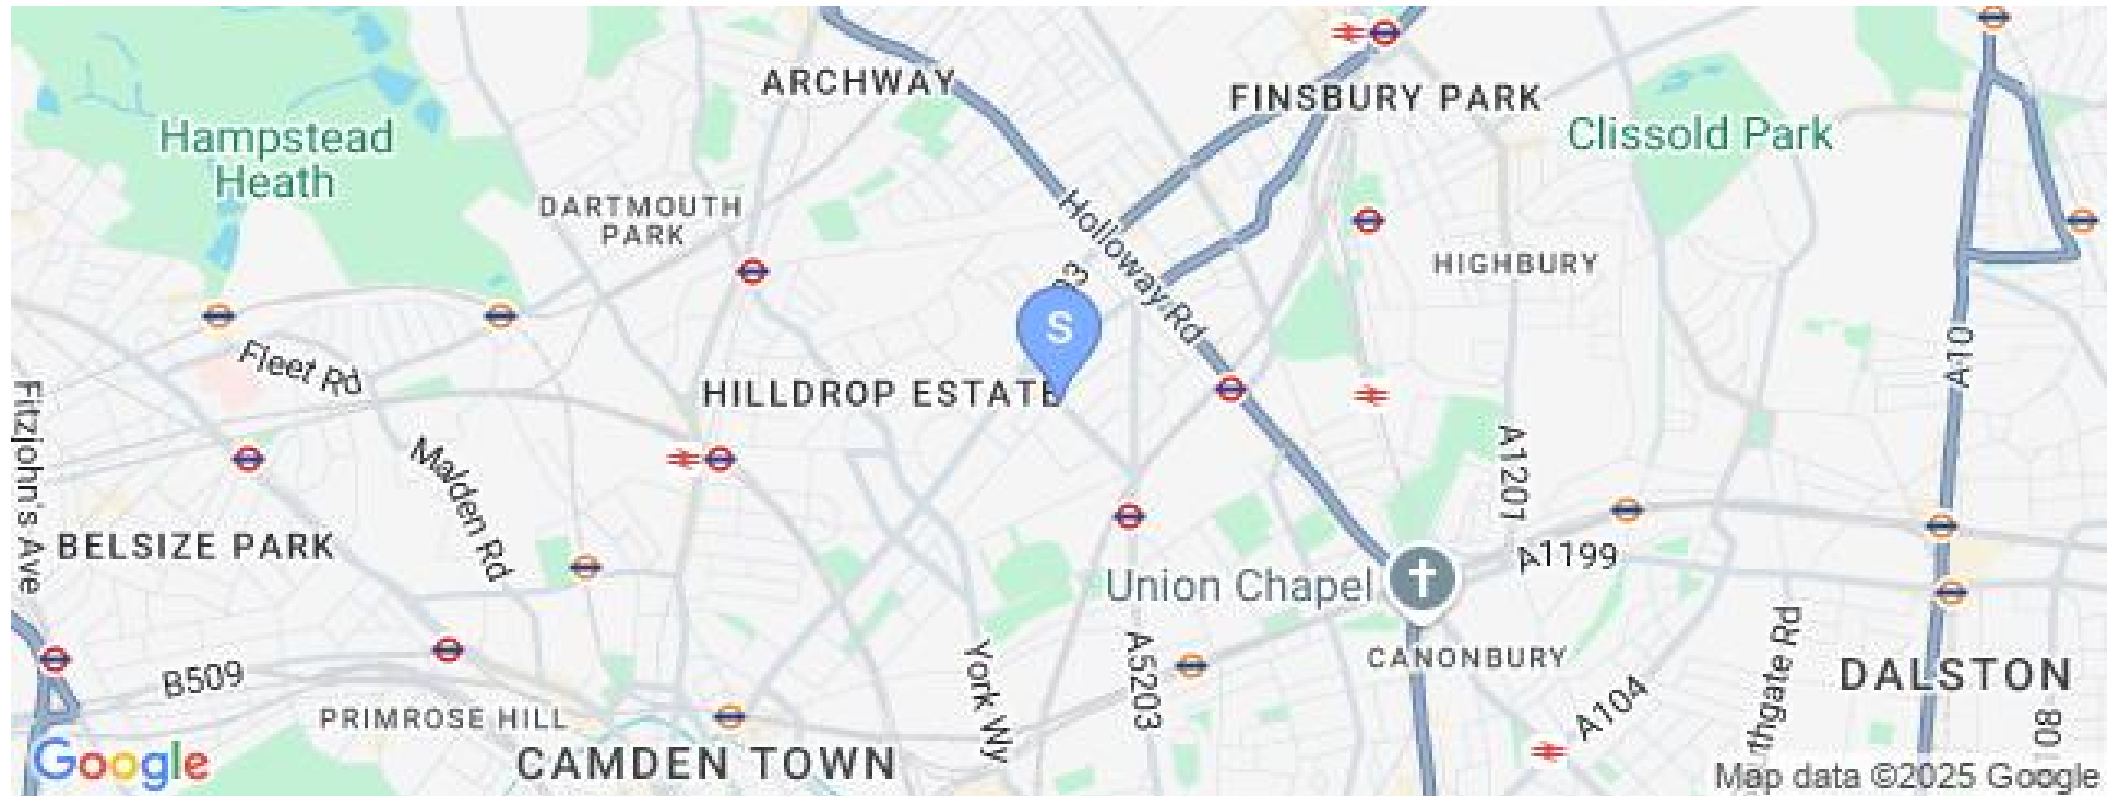 ARCHWAY
FINSBURY PARK
Hampstead
Heath
Clissold Park
DARTMOUTH
PARK
Holloway Rd
HIGHBURY
S
Fleet Rd
HILLDROP ESTATE
A10
Fitzjohn's Ave
Malden Rd
A1201
BELSIZE PARK
A1199
Union Chapel
CANONBURY
York Wy
A5203
B509
PRIMROSE HILL
A104
DALSTON
CAMDEN TOWN
Google
Map data ©2025 Google